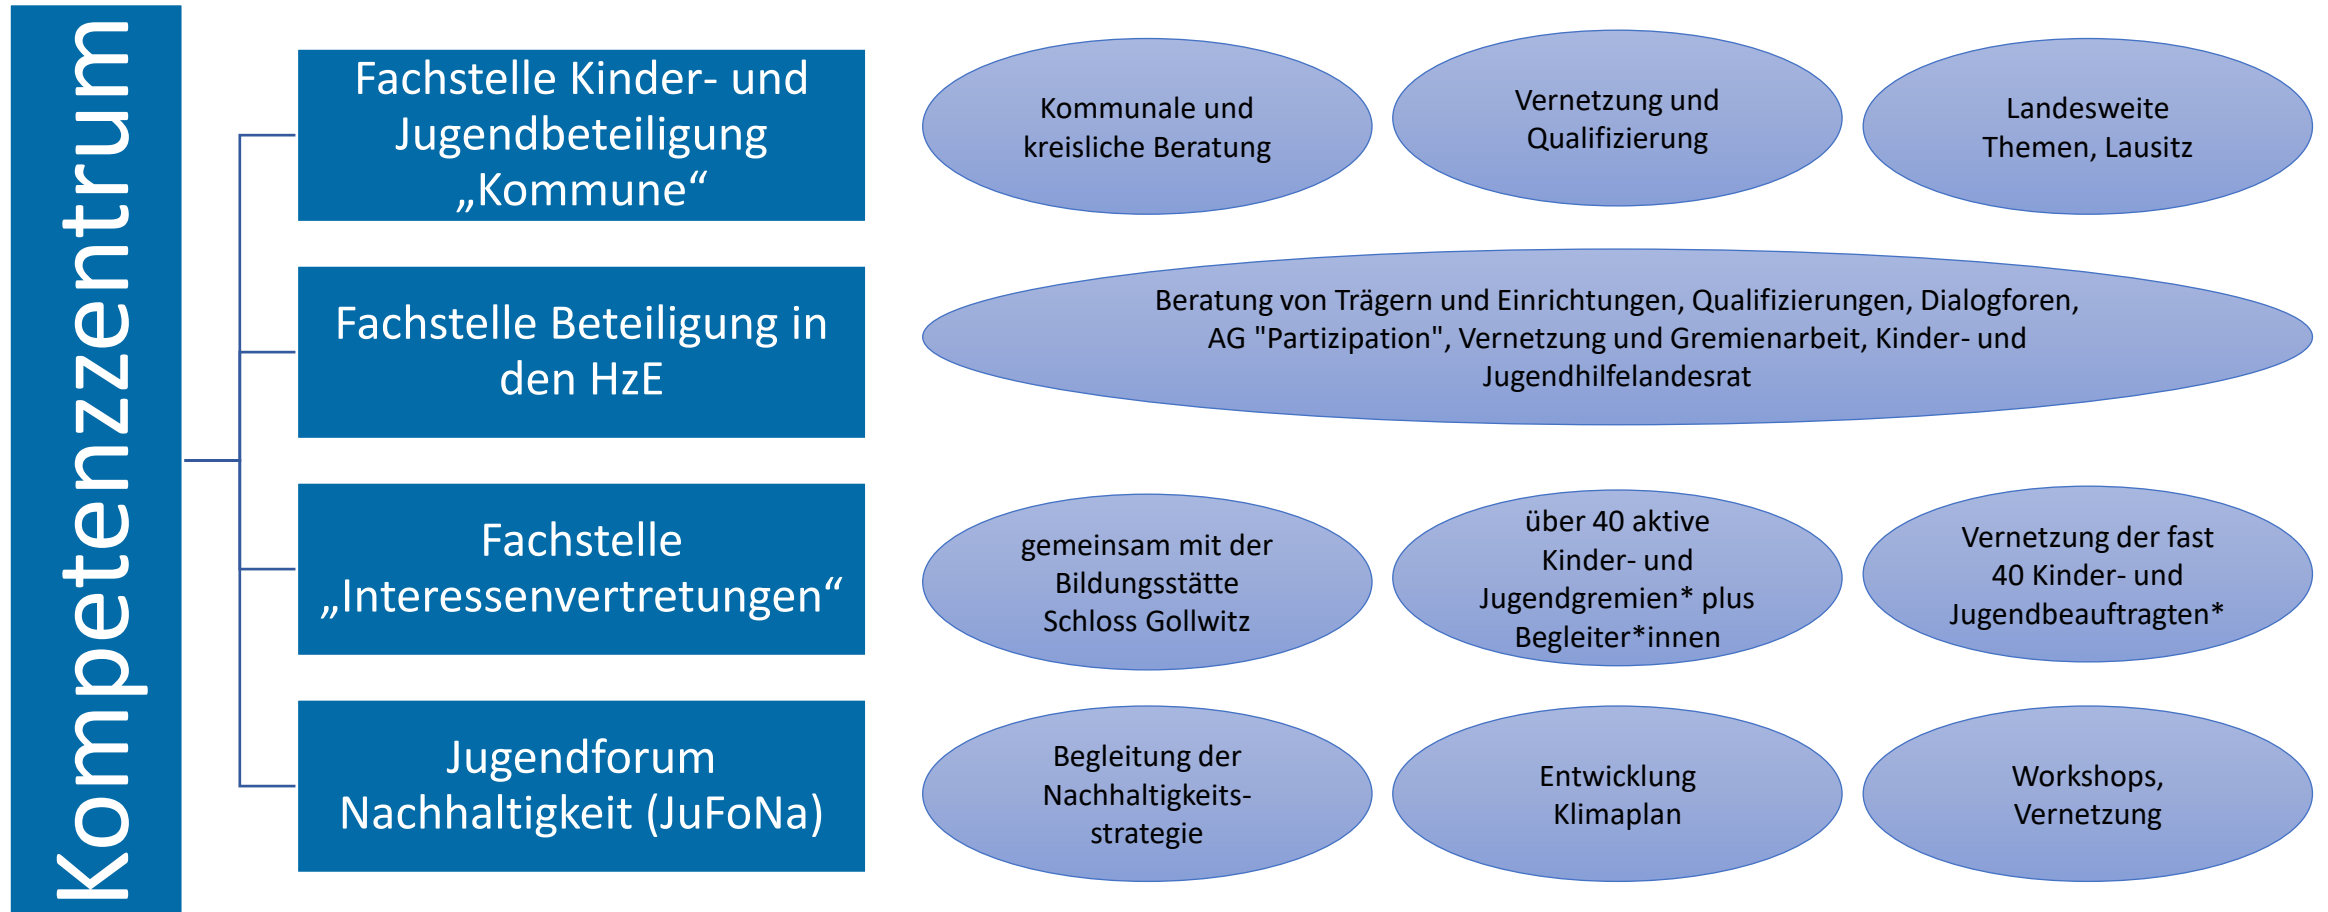 Kompetenzzentrum
Fachstelle Kinder- und
Jugendbeteiligung
„Kommune“
Kommunale und
kreisliche Beratung
Vernetzung und
Qualifizierung
Landesweite
Themen, Lausitz
Fachstelle Beteiligung in
den HzE
Beratung von Trägern und Einrichtungen, Qualifizierungen, Dialogforen,
AG "Partizipation", Vernetzung und Gremienarbeit, Kinder- und
Jugendhilfelandesrat
Fachstelle
„Interessenvertretungen“
gemeinsam mit der
Bildungsstätte
Schloss Gollwitz
über 40 aktive
Kinder- und
Jugendgremien* plus
Begleiter*innen
Vernetzung der fast
40 Kinder- und
Jugendbeauftragten*
Jugendforum
Nachhaltigkeit (JuFoNa)
Begleitung der
Nachhaltigkeits-
strategie
Entwicklung
Klimaplan
Workshops,
Vernetzung